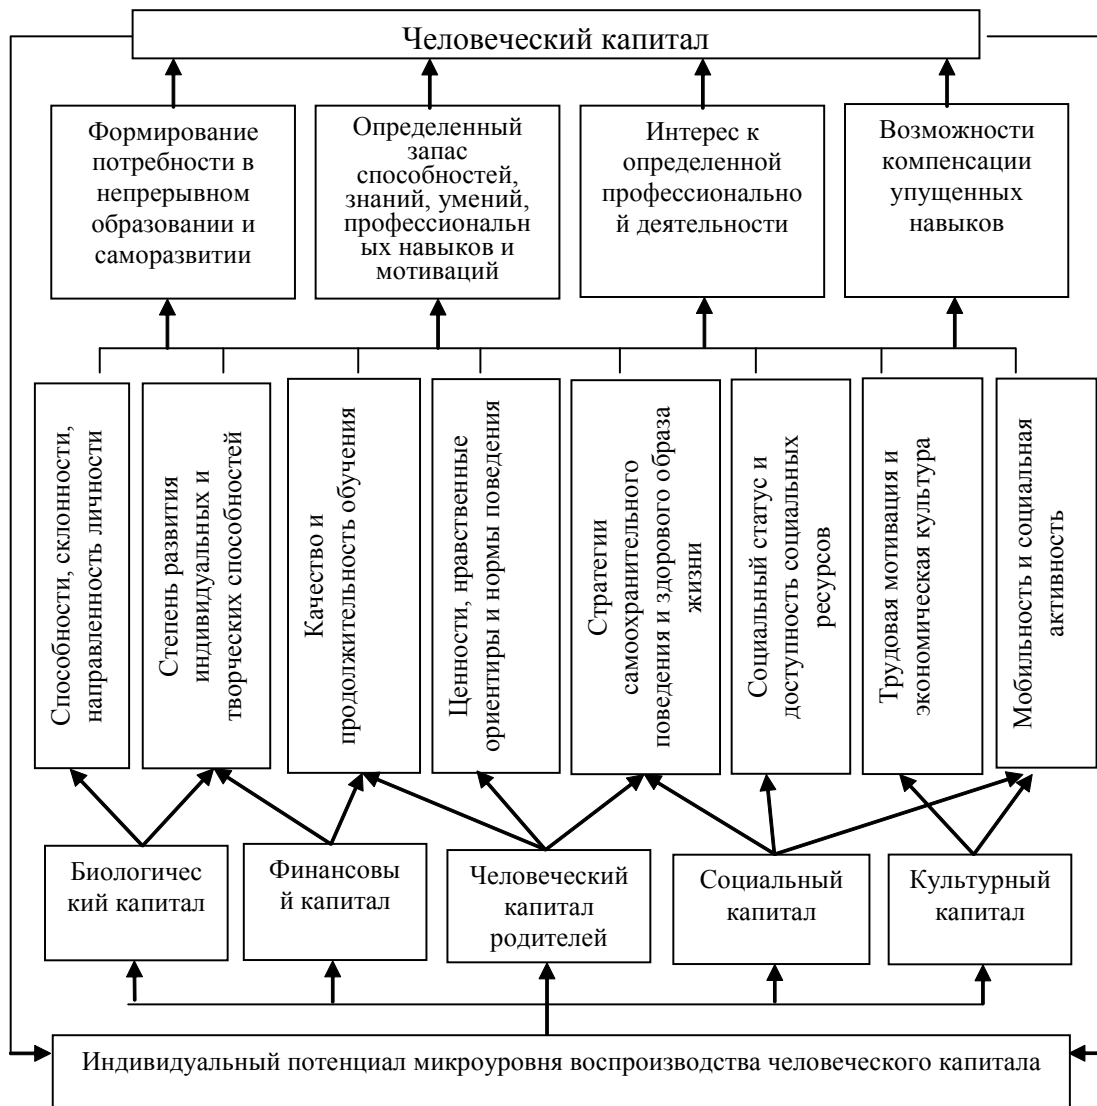 Человеческий капитал
Формирование
потребности в
непрерывном
образовании и
саморазвитии
Определенный
запас
способностей,
знаний, умений,
профессиональн
ых навыков и
мотиваций
Интерес к
определенной
профессионально
й деятельности
Возможности
компенсации
упущенных
навыков
Способности, склонности,
направленность личности
Степень развития
индивидуальных и
творческих способностей
Качество и
продолжительность обучения
Ценности, нравственные
ориентиры и нормы поведения
Стратегии
самоохранительного
поведения и здорового образа
жизни
Социальный статус и
доступность социальных
ресурсов
Трудовая мотивация и
экономическая культура
Мобильность и социальная
активность
Биологичес
кий капитал
Финансовы
й капитал
Человеческий
капитал
родителей
Социальный
капитал
Культурный
капитал
Индивидуальный потенциал микроуровня воспроизводства человеческого капитала